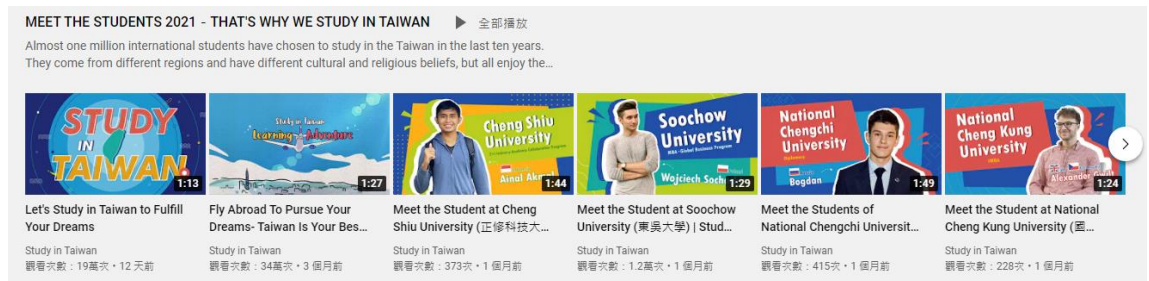 MEET THE STUDENTS 2021 - THAT'S WHY WE STUDY IN TAIWAN 全部播放
Almost one million international students have chosen to study in the Taiwan in the last ten years.
They come from different regions and have different cultural and religious beliefs, but all enjoy the…
STUDY
IN
TAIWAN
1:13
Study in Taiwan
Learning Adventure
1:27
Cheng Shiu
University
Ainal
1:44
Soochow
University
MBA - Global Business Program
Wojciech
1:29
National
Chengchi
University
Diplomacy
Bogdan
1:49
National
Cheng Kung
University
Alexander
1:24
Let's Study in Taiwan to Fulfill
Your Dreams
Study in Taiwan
觀看次數：19萬次・12 天前
Fly Abroad To Pursue Your
Dreams- Taiwan Is Your Bes...
Study in Taiwan
觀看次數：34萬次・3 個月前
Meet the Student at Cheng
Shiu University (正修科技大...
Study in Taiwan
觀看次數：373次・1 個月前
Meet the Student at Soochow
University (東吳大學) | Stud...
Study in Taiwan
觀看次數：1.2萬次・1 個月前
Meet the Students of
National Chengchi Universit...
Study in Taiwan
觀看次數：415次・1 個月前
Meet the Student at National
Cheng Kung University (國...
Study in Taiwan
觀看次數：228次・1 個月前